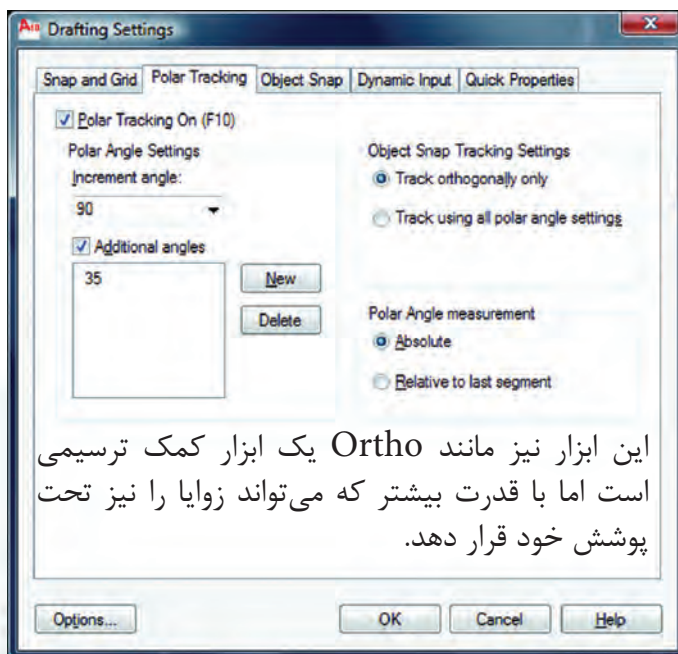 Drafting Settings
Snap and Grid Polar Tracking Object Snap Dynamic Input Quick Properties
Polar Tracking On (F10)
Polar Angle Settings
Increment angle:
90
Additional angles
35
New
Delete
Object Snap Tracking Settings
Track orthogonally only
Track using all polar angle settings
Polar Angle measurement
Absolute
Relative to last segment
این ابزار نیز مانند Ortho یک ابزار کمک ترسیمی
است اما با قدرت بیشتر که می‌تواند زوایا را نیز تحت
پوشش خود قرار دهد.
Options... OK Cancel Help